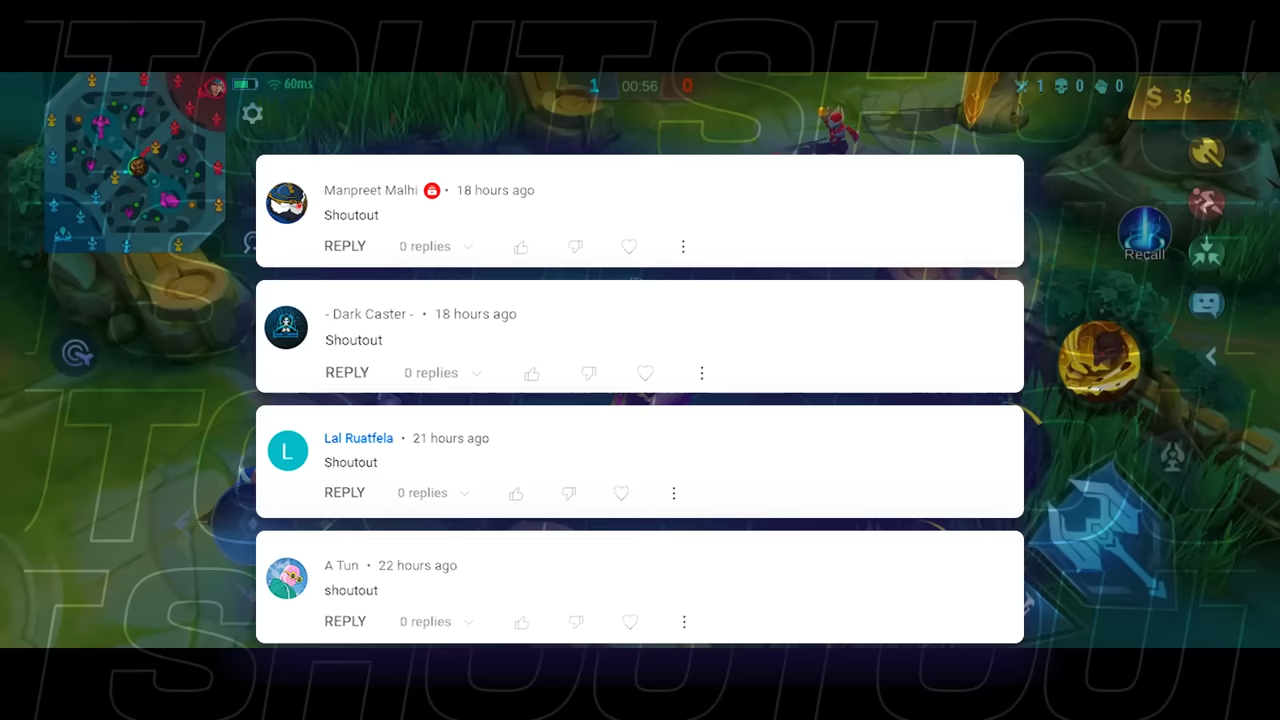 TOUTSHOU
60ms
1 00:56 0
1 0 0
$ 36
Manpreet Malhi • 18 hours ago
Shoutout
REPLY 0 replies
Recall
- Dark Caster - • 18 hours ago
Shoutout
REPLY 0 replies
L
Lal Ruatfela • 21 hours ago
Shoutout
REPLY 0 replies
A Tun • 22 hours ago
shoutout
REPLY 0 replies
TSHOUTOUT